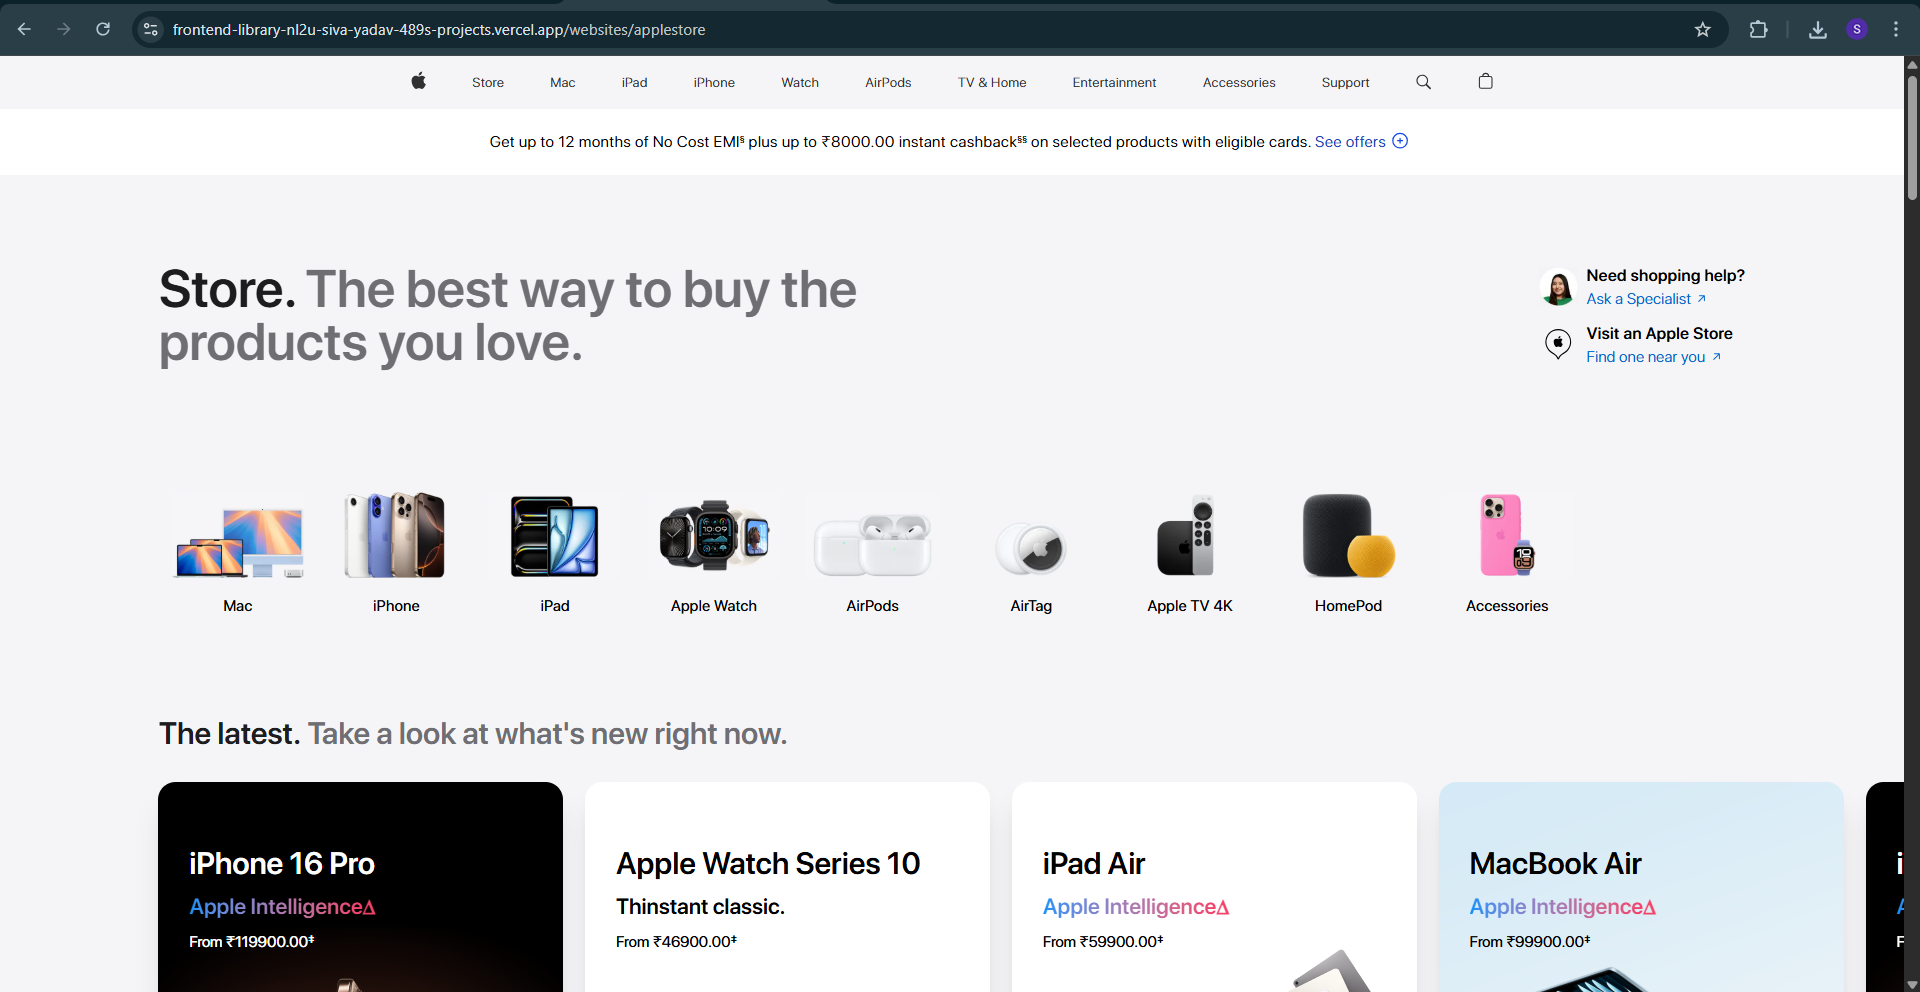 frontend-library-nl2u-siva-yadav-489s-projects.vercel.app/websites/applestore
S
Store Mac iPad iPhone Watch AirPods TV & Home Entertainment Accessories Support
Get up to 12 months of No Cost EMI§ plus up to ₹8000.00 instant cashback§§ on selected products with eligible cards. See offers
Store. The best way to buy the
products you love.
Need shopping help?
Ask a Specialist ↗
Visit an Apple Store
Find one near you ↗
10:09
Mac iPhone iPad Apple Watch AirPods AirTag Apple TV 4K HomePod Accessories
The latest. Take a look at what's new right now.
iPhone 16 Pro
Apple IntelligenceΔ
From ₹119900.00‡
Apple Watch Series 10
Thinstant classic.
From ₹46900.00‡
iPad Air
Apple IntelligenceΔ
From ₹59900.00‡
MacBook Air
Apple IntelligenceΔ
From ₹99900.00‡